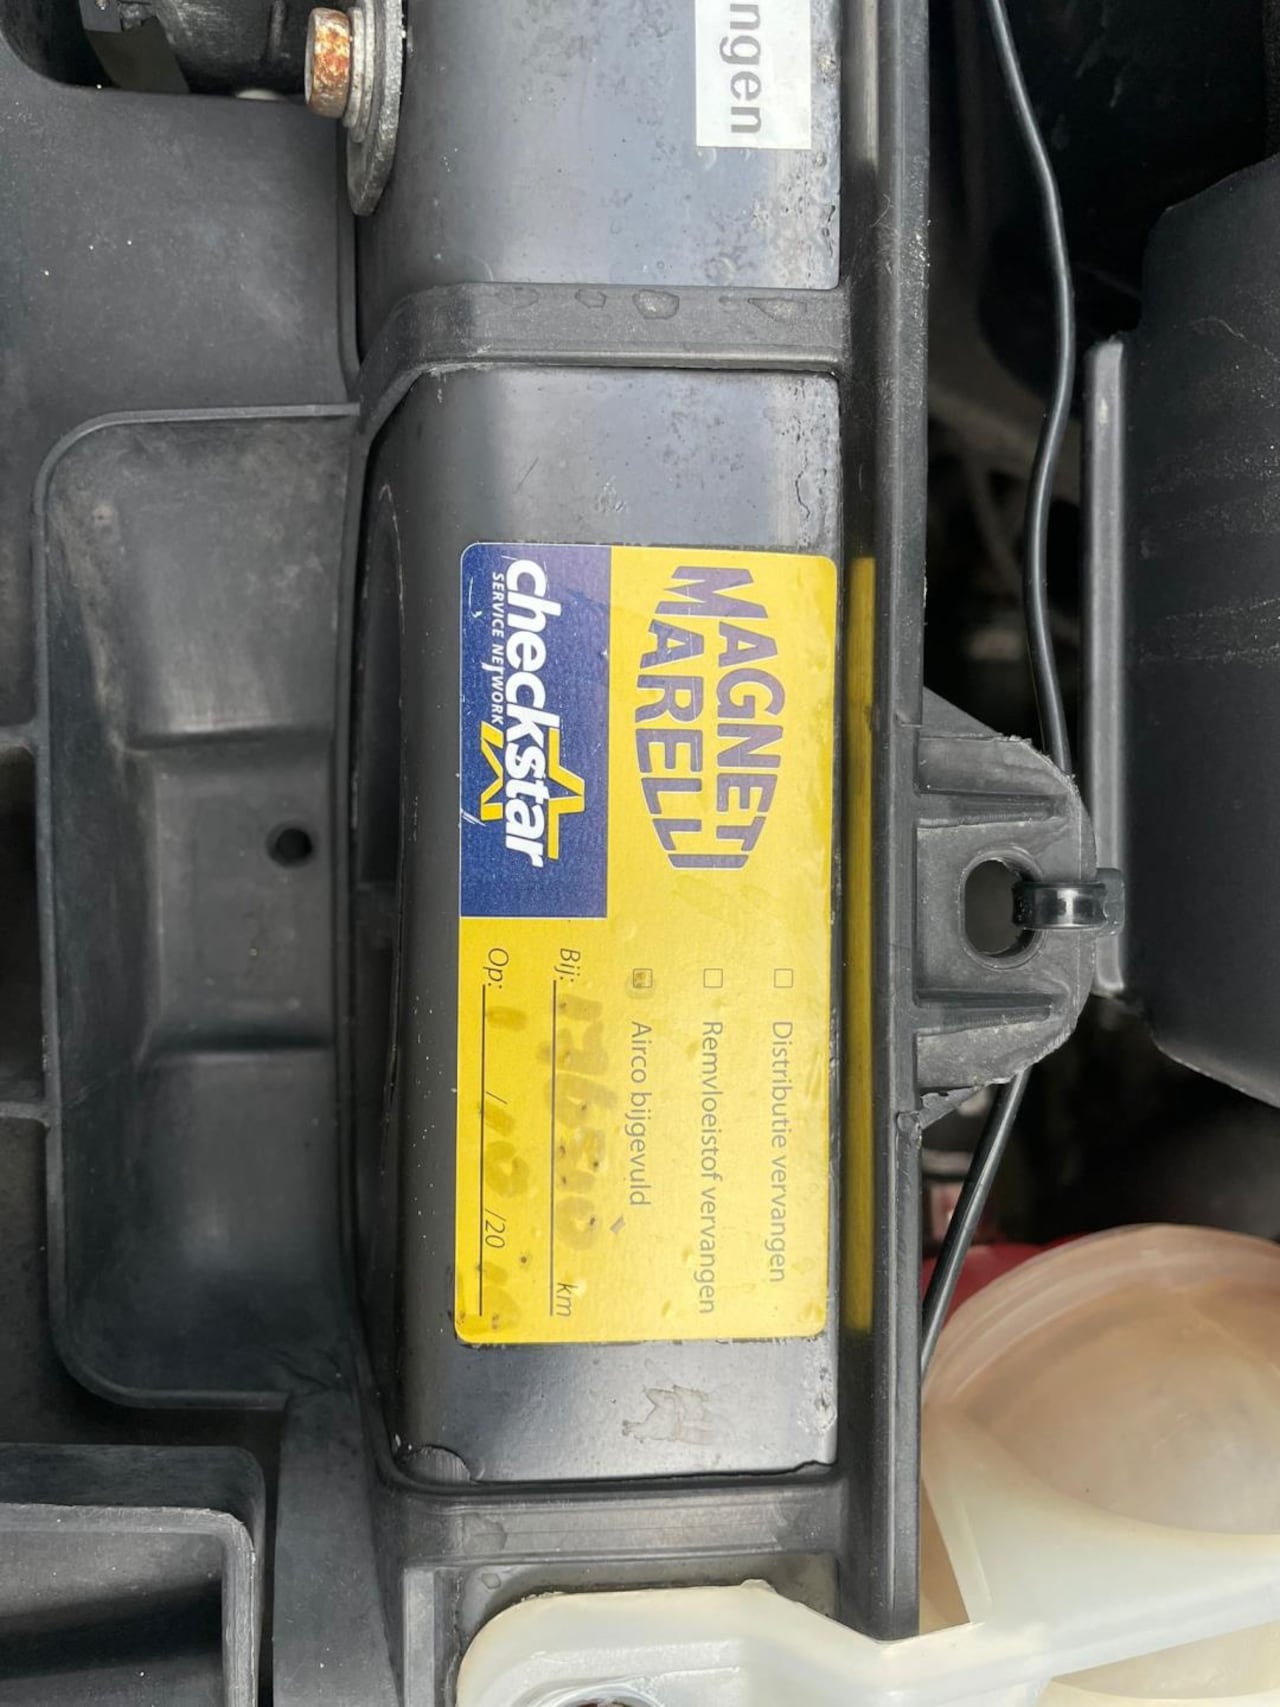 ngen
MAGNETI
MARELLI
checkstar
SERVICE NETWORK
☐ Distributie vervangen
☐ Remvloeistof vervangen
☒ Airco bijgevuld
Bij: km
Op: / /20